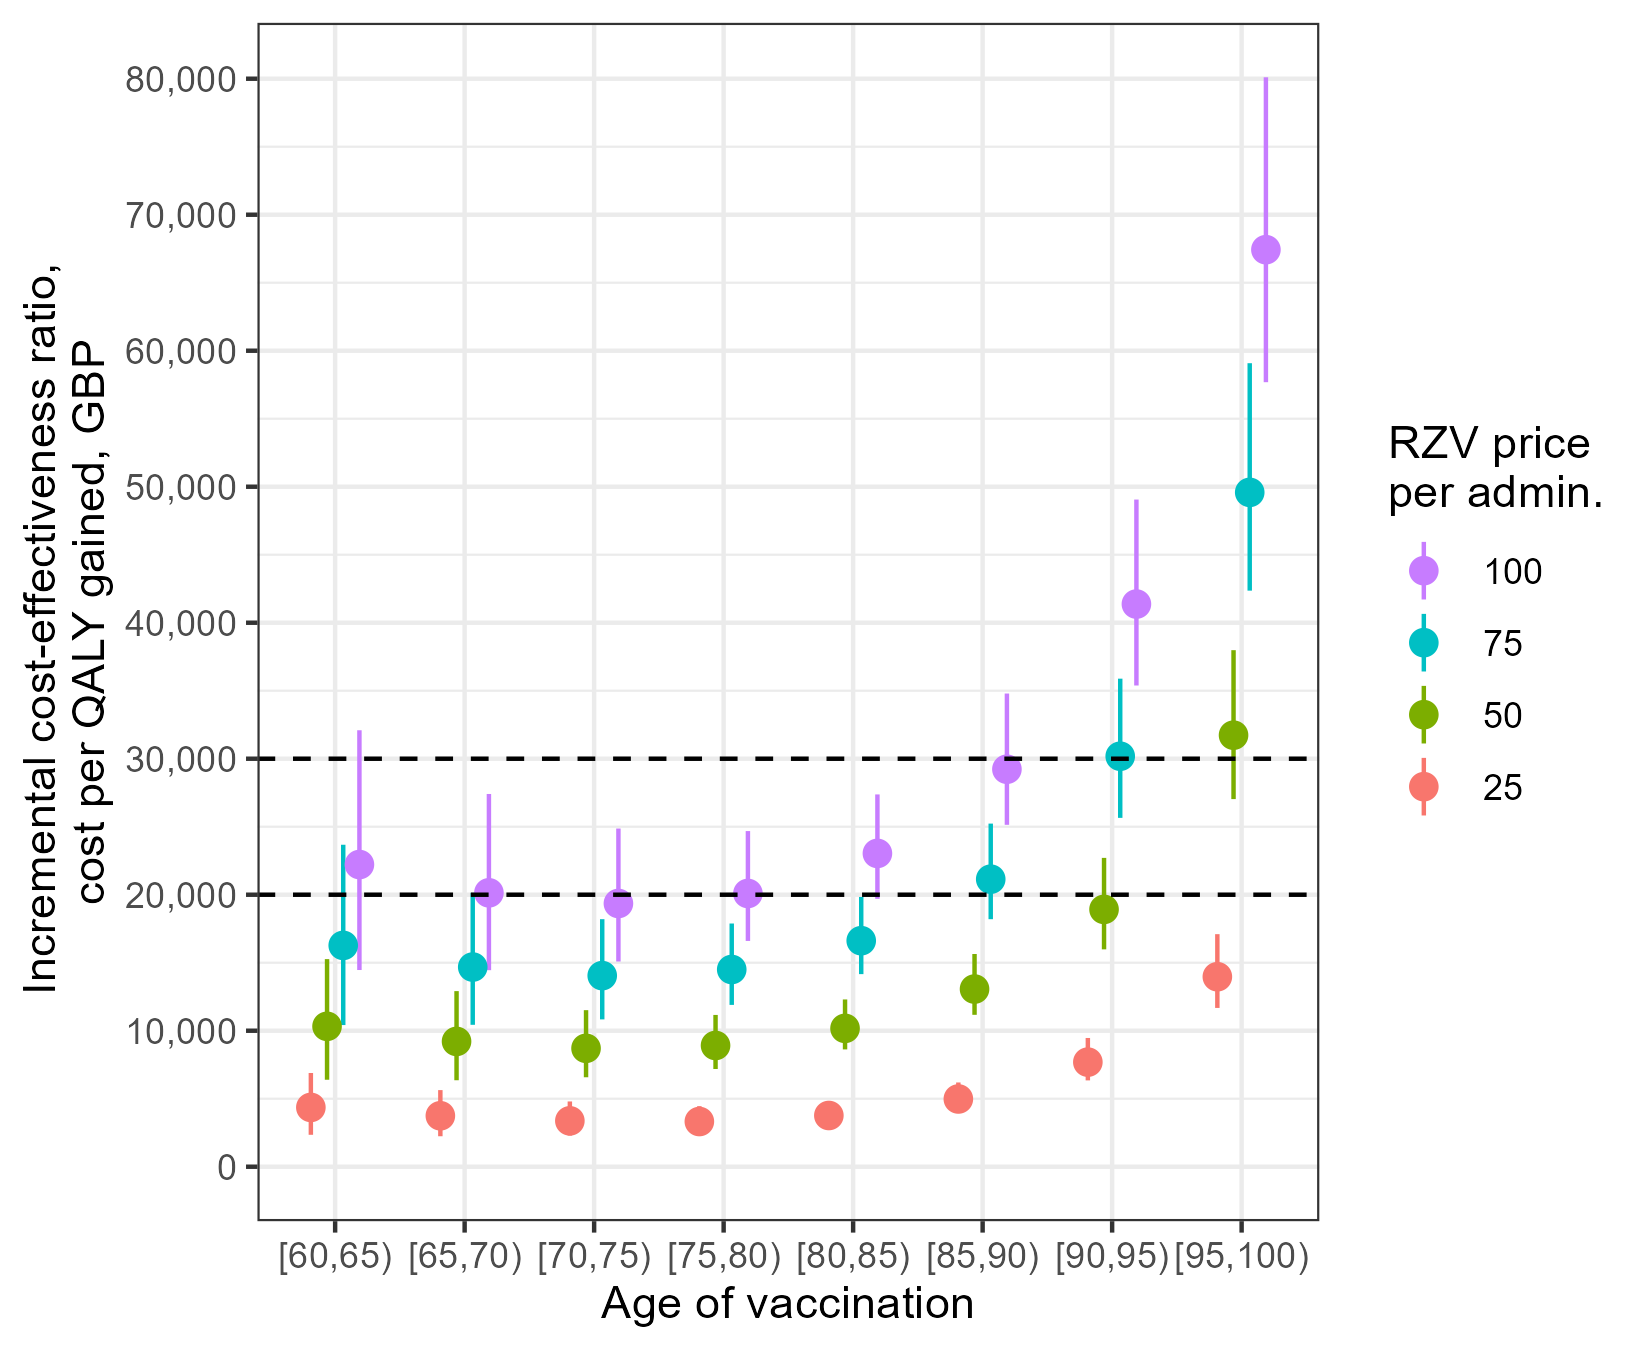 Incremental cost-effectiveness ratio,
cost per QALY gained, GBP
80,000
70,000
60,000
50,000
40,000
30,000
20,000
10,000
0
[60,65) [65,70) [70,75) [75,80) [80,85) [85,90) [90,95) [95,100)
Age of vaccination
RZV price
per admin.
100
75
50
25